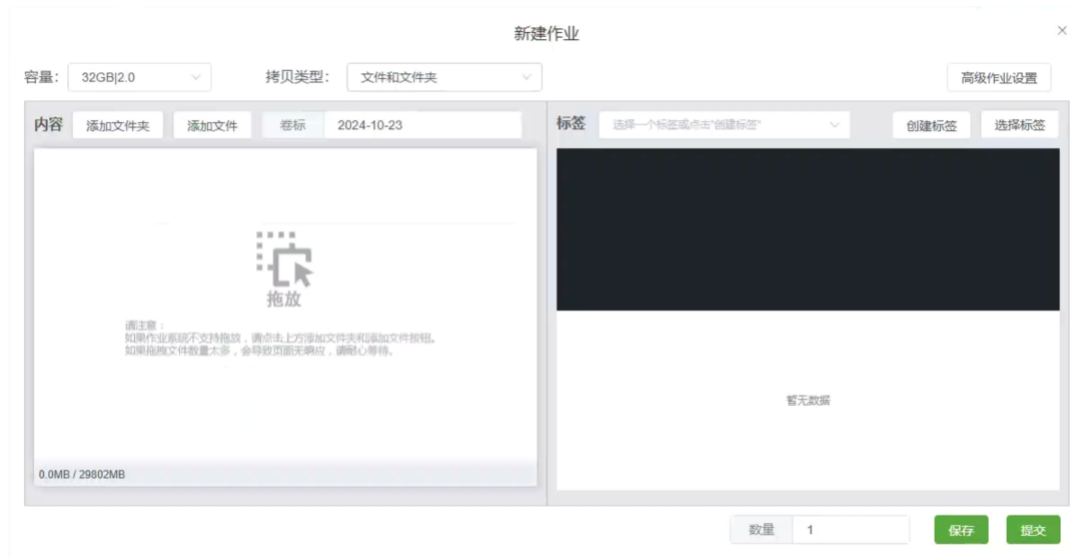 新建作业
×
容量： 32GB|2.0 拷贝类型： 文件和文件夹 高级作业设置
内容 添加文件夹 添加文件 卷标 2024-10-23
标签 选择一个标签或点击"创建标签" 创建标签 选择标签
拖放
请注意：
如果作业系统不支持拖放，请点击上方添加文件夹和添加文件按钮。
如果拖拽文件数量太多，会导致页面无响应，请耐心等待。
暂无数据
0.0MB / 29802MB
数量 1 保存 提交